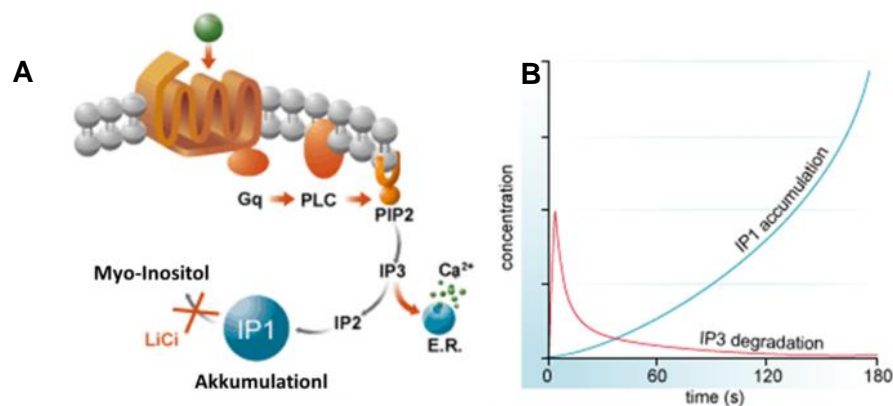 A
Gq
PLC
PIP2
Ca2+
IP3
Myo-Inositol
IP2
LiCi
IP1
E.R.
Akkumulationl
B
concentration
IP1 accumulation
IP3 degradation
0
60
120
180
time (s)